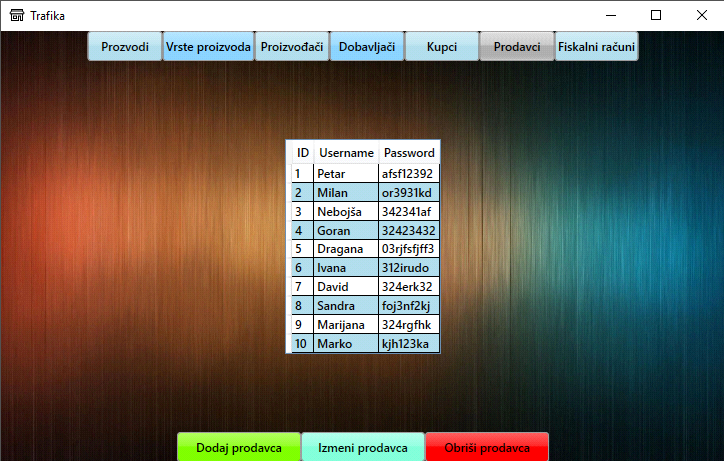 Trafika
Prozvodi Vrste proizvoda Proizvođači Dobavljači Kupci Prodavci Fiskalni računi
ID Username Password
1 Petar afsf12392
2 Milan or3931kd
3 Nebojša 342341af
4 Goran 32423432
5 Dragana 03rjfsfjff3
6 Ivana 312irudo
7 David 324erk32
8 Sandra foj3nf2kj
9 Marijana 324rgfhk
10 Marko kjh123ka
Dodaj prodavca Izmeni prodavca Obriši prodavca